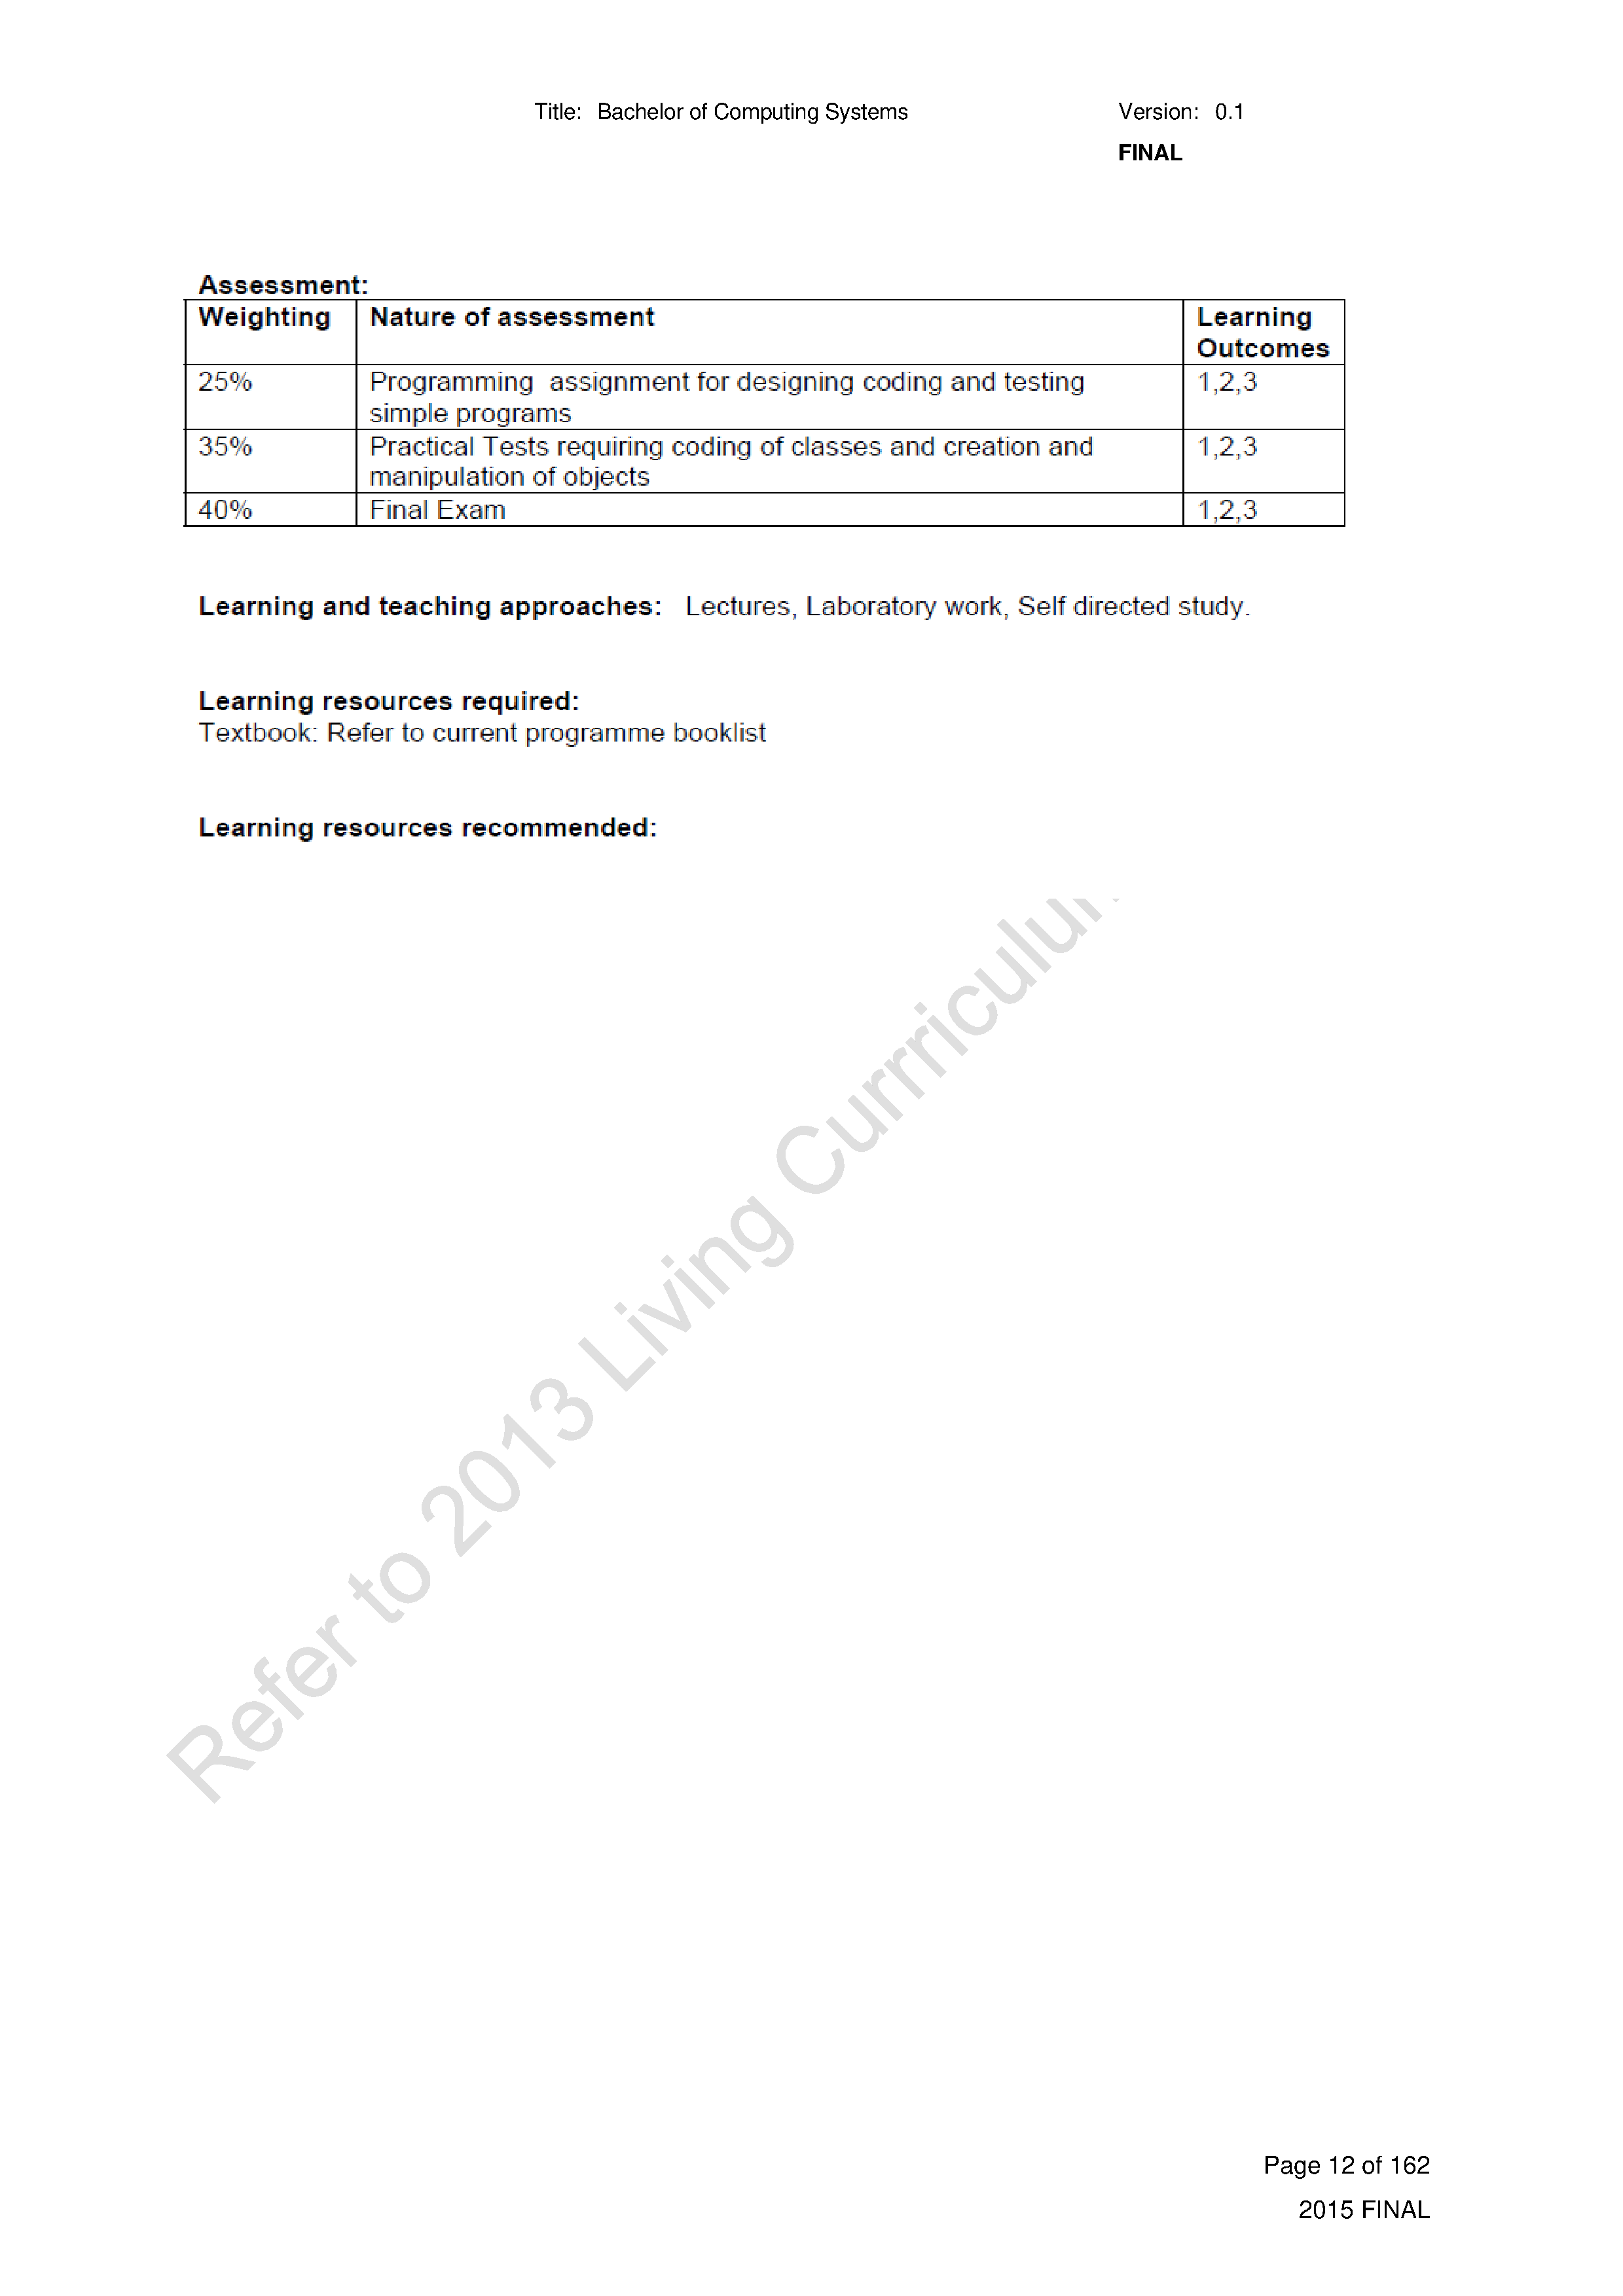 Title: Bachelor of Computing Systems Version: 0.1
FINAL
Assessment:
Weighting Nature of assessment Learning
Outcomes
25% Programming assignment for designing coding and testing 1,2,3
simple programs
35% Practical Tests requiring coding of classes and creation and 1,2,3
manipulation of objects
40% Final Exam 1,2,3
Learning and teaching approaches: Lectures, Laboratory work, Self directed study.
Learning resources required:
Textbook: Refer to current programme booklist
Learning resources recommended:
Refer to 2013 Living
Page 12 of 162
2015 FINAL